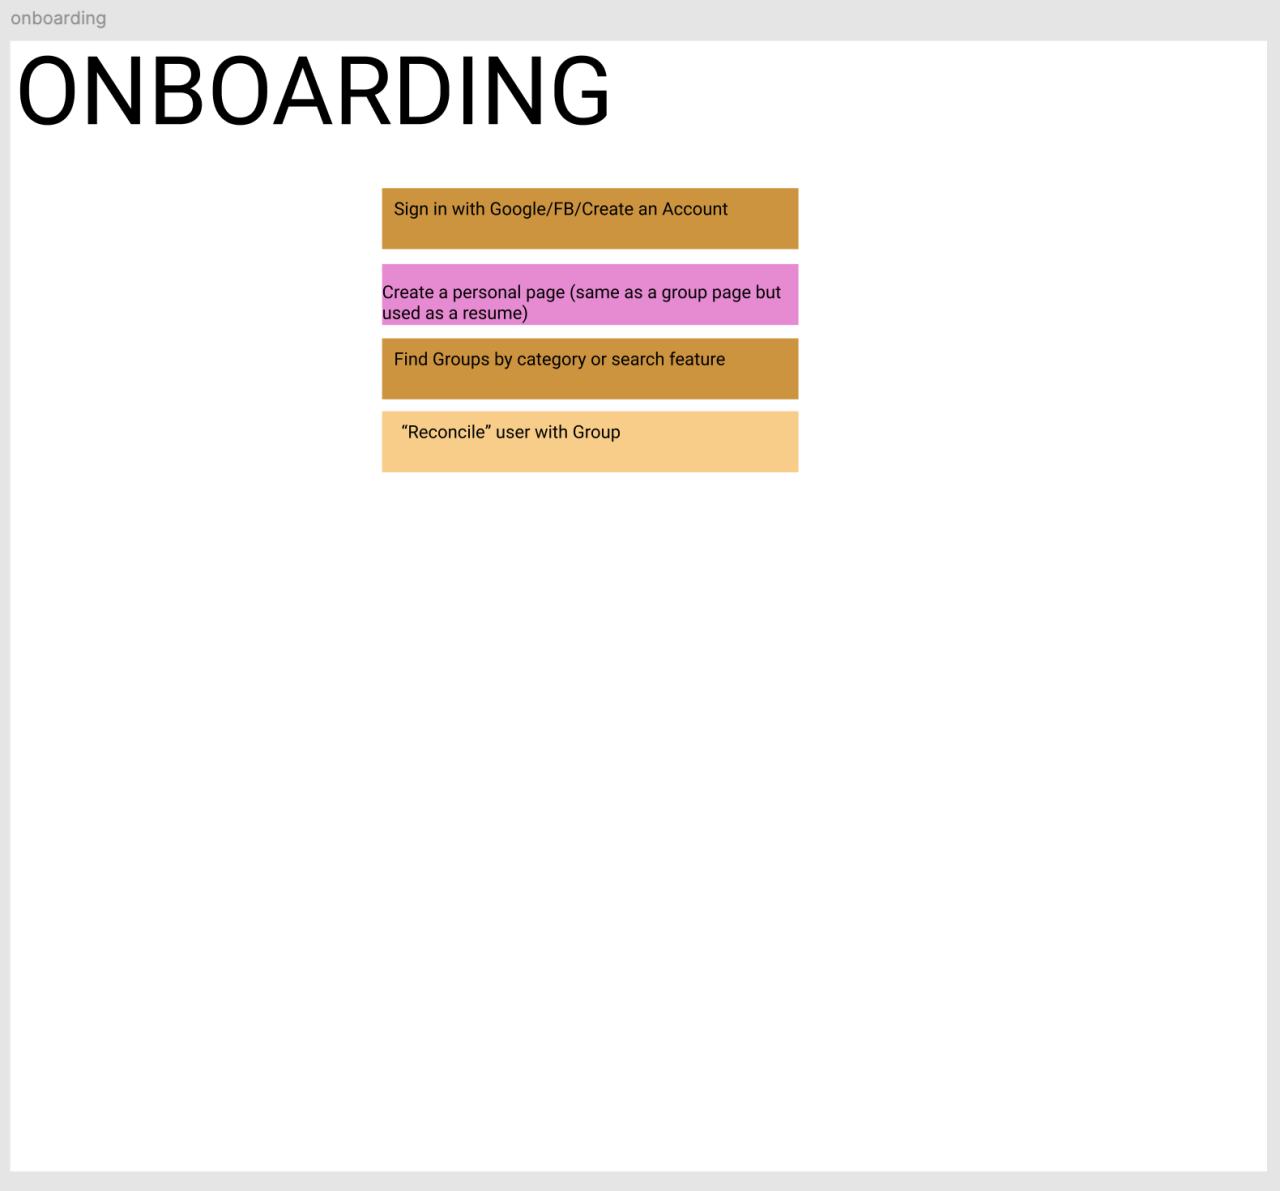 onboarding
ONBOARDING
Sign in with Google/FB/Create an Account
Create a personal page (same as a group page but
used as a resume)
Find Groups by category or search feature
“Reconcile” user with Group